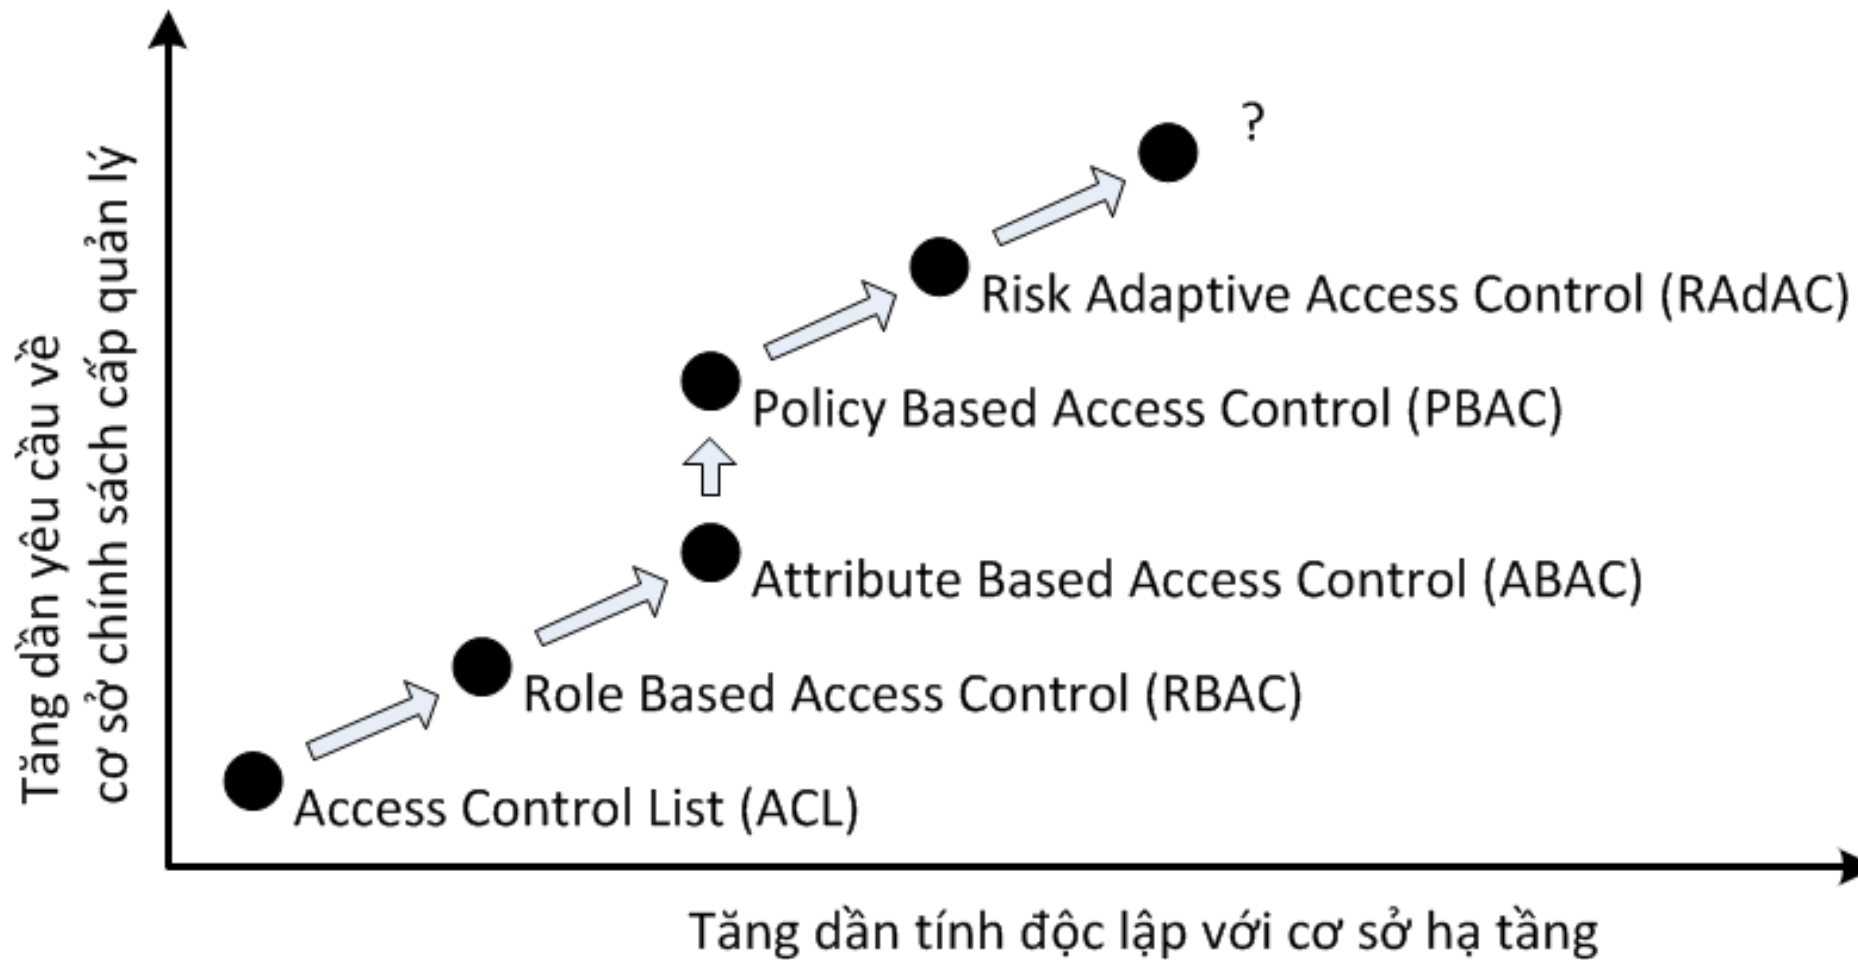 ?
Risk Adaptive Access Control (RAdAC)
Policy Based Access Control (PBAC)
Attribute Based Access Control (ABAC)
Role Based Access Control (RBAC)
Access Control List (ACL)
Tăng dần yêu cầu về
cơ sở chính sách cấp quản lý
Tăng dần tính độc lập với cơ sở hạ tầng